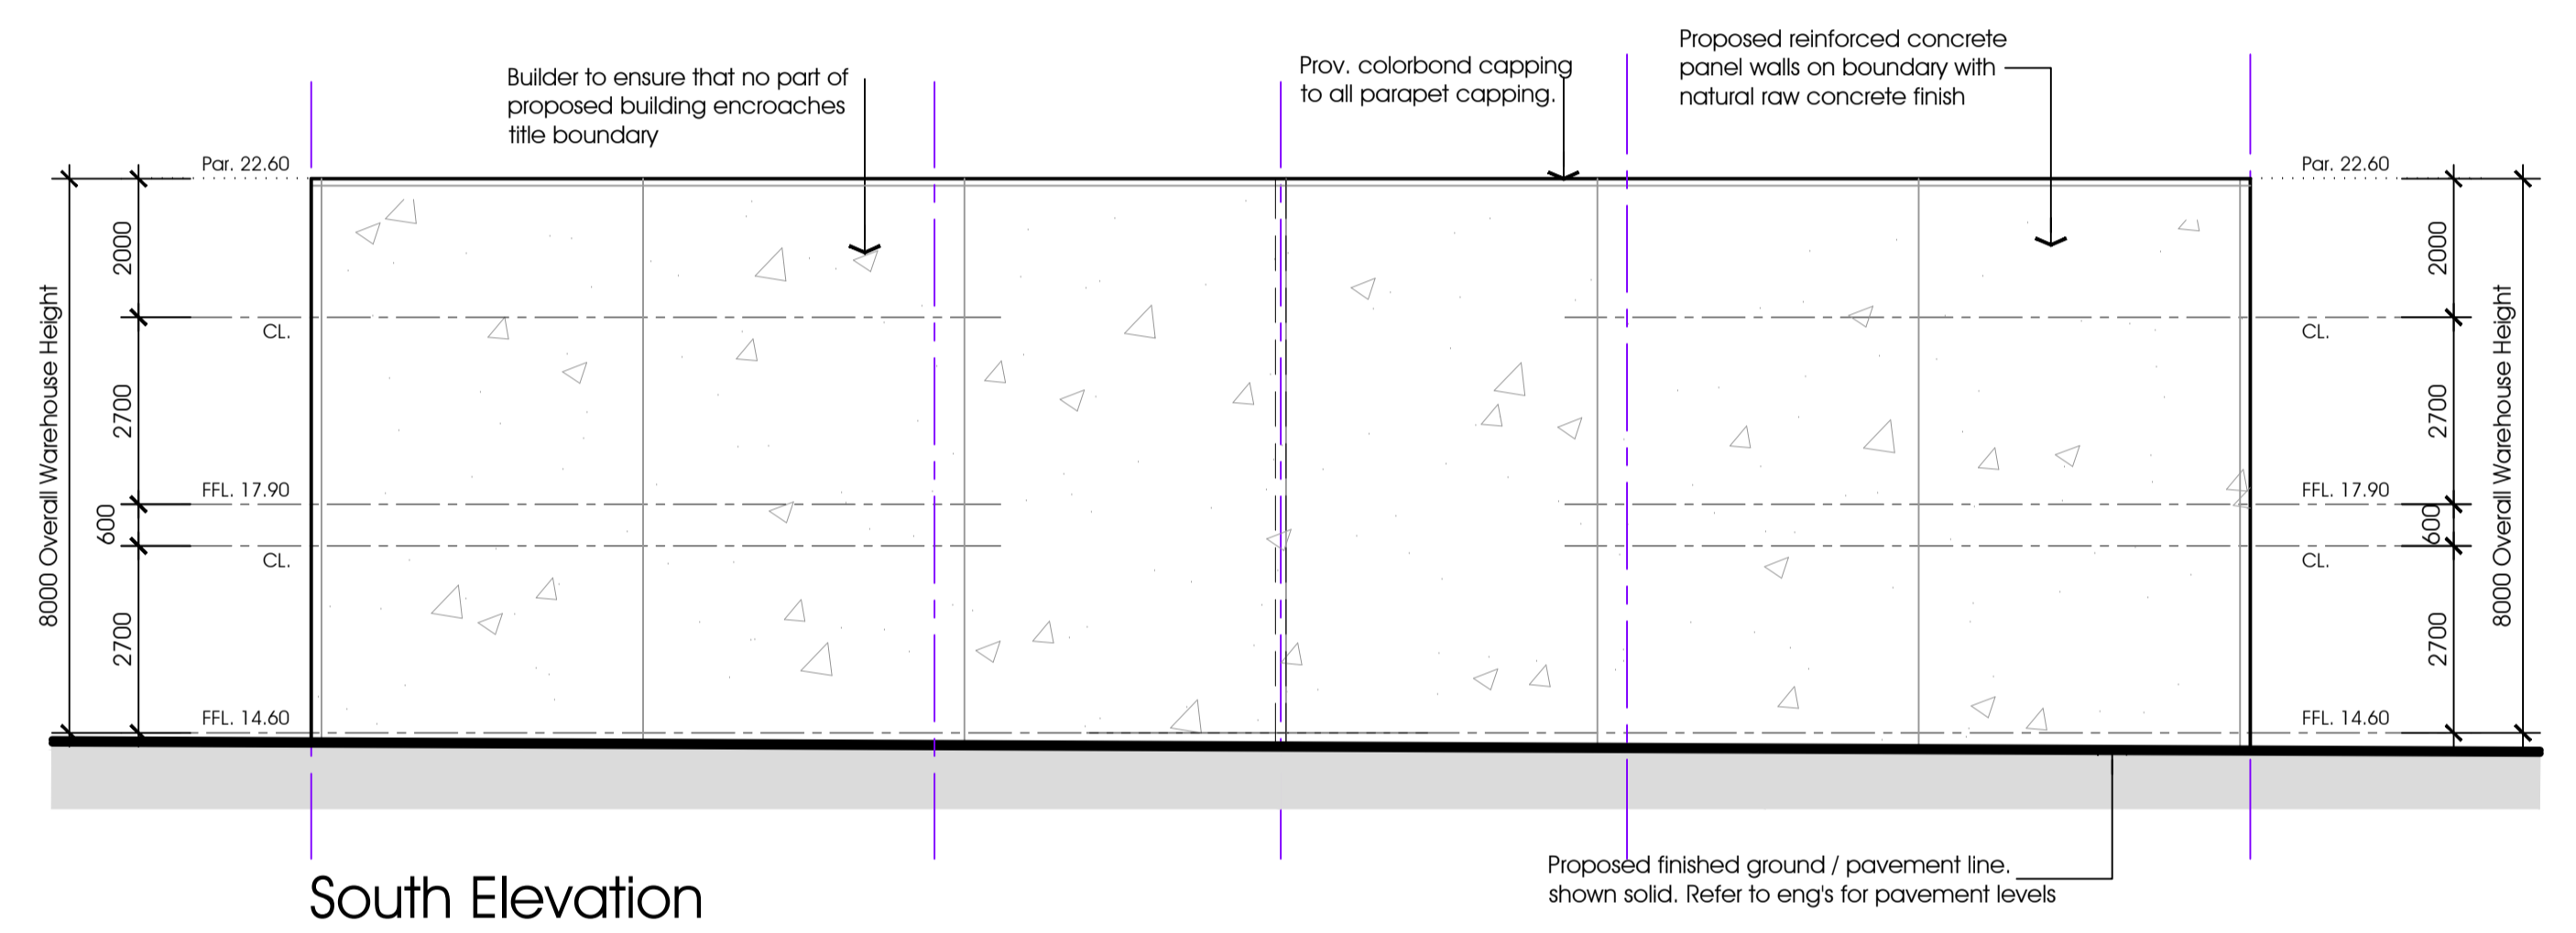 Builder to ensure that no part of
proposed building encroaches
title boundary
Prov. colorbond capping
to all parapet capping.
Proposed reinforced concrete
panel walls on boundary with
natural raw concrete finish
Par. 22.60
Par. 22.60
2000
2000
8000 Overall Warehouse Height
8000 Overall Warehouse Height
CL.
CL.
2700
2700
FFL. 17.90
FFL. 17.90
600
600
CL.
CL.
2700
2700
FFL. 14.60
FFL. 14.60
Proposed finished ground / pavement line.
shown solid. Refer to eng's for pavement levels
South Elevation